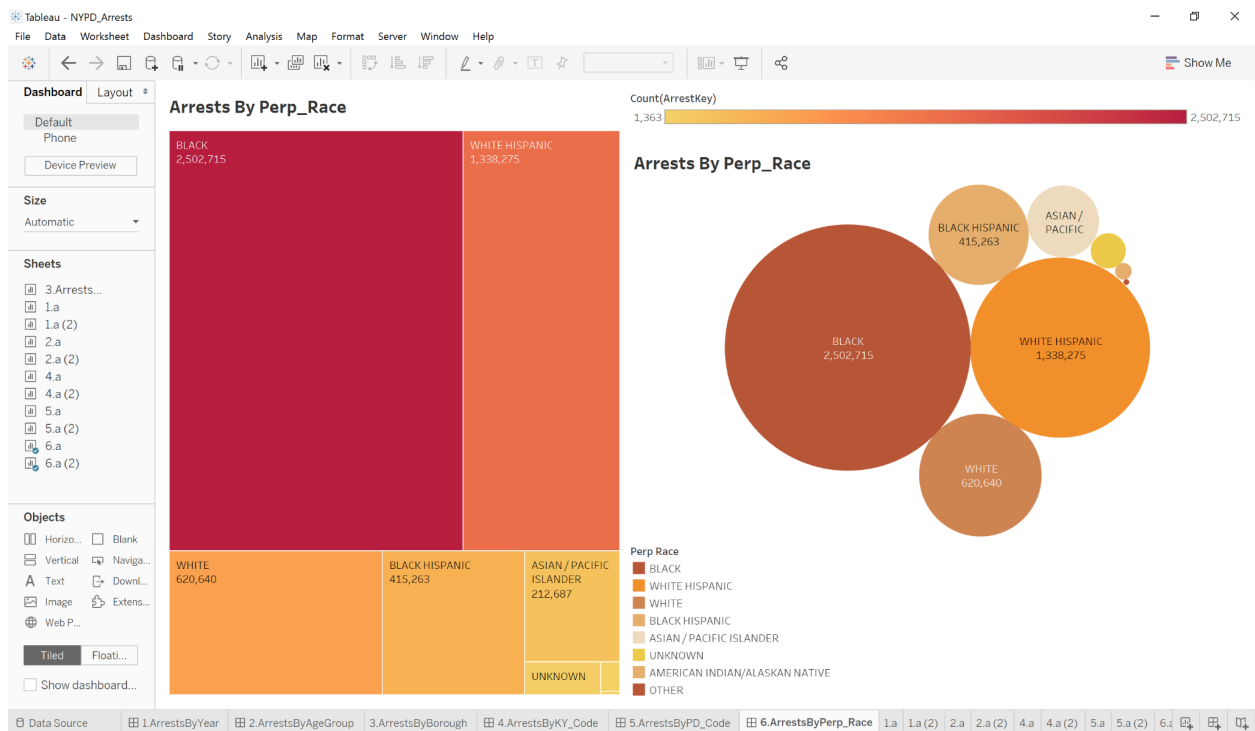 Tableau - NYPD_Arrests
File Data Worksheet Dashboard Story Analysis Map Format Server Window Help
Show Me
Dashboard Layout
Default
Phone
Device Preview
Size
Automatic
Sheets
3.Arrests...
1.a
1.a (2)
2.a
2.a (2)
4.a
4.a (2)
5.a
5.a (2)
6.a
6.a (2)
Objects
Horizo... Blank
Vertical Naviga...
Text Downl...
Image Extens...
Web P...
Tiled Floati...
Show dashboard...
Arrests By Perp_Race
BLACK
2,502,715
WHITE HISPANIC
1,338,275
WHITE
620,640
BLACK HISPANIC
415,263
ASIAN / PACIFIC
ISLANDER
212,687
UNKNOWN
Count(ArrestKey)
1,363 2,502,715
Arrests By Perp_Race
BLACK HISPANIC
415,263
ASIAN /
PACIFIC
BLACK
2,502,715
WHITE HISPANIC
1,338,275
WHITE
620,640
Perp Race
BLACK
WHITE HISPANIC
WHITE
BLACK HISPANIC
ASIAN / PACIFIC ISLANDER
UNKNOWN
AMERICAN INDIAN/ALASKAN NATIVE
OTHER
Data Source 1.ArrestsByYear 2.ArrestsByAgeGroup 3.ArrestsByBorough 4.ArrestsByKY_Code 5.ArrestsByPD_Code 6.ArrestsByPerp_Race 1.a 1.a (2) 2.a 2.a (2) 4.a 4.a (2) 5.a 5.a (2)